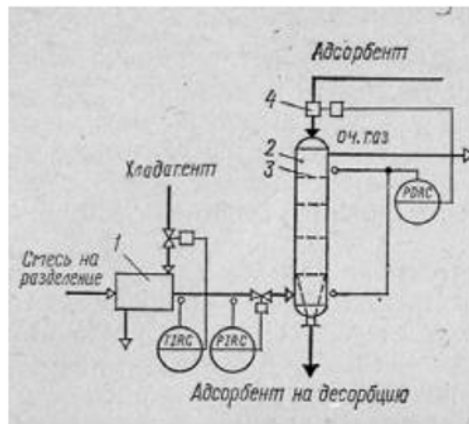 Адсорбент
4
оч. газ
2
3
PDRC
Хладагент
1
Смесь на
разделение
TIRC
PIRC
Адсорбент на десорбцию